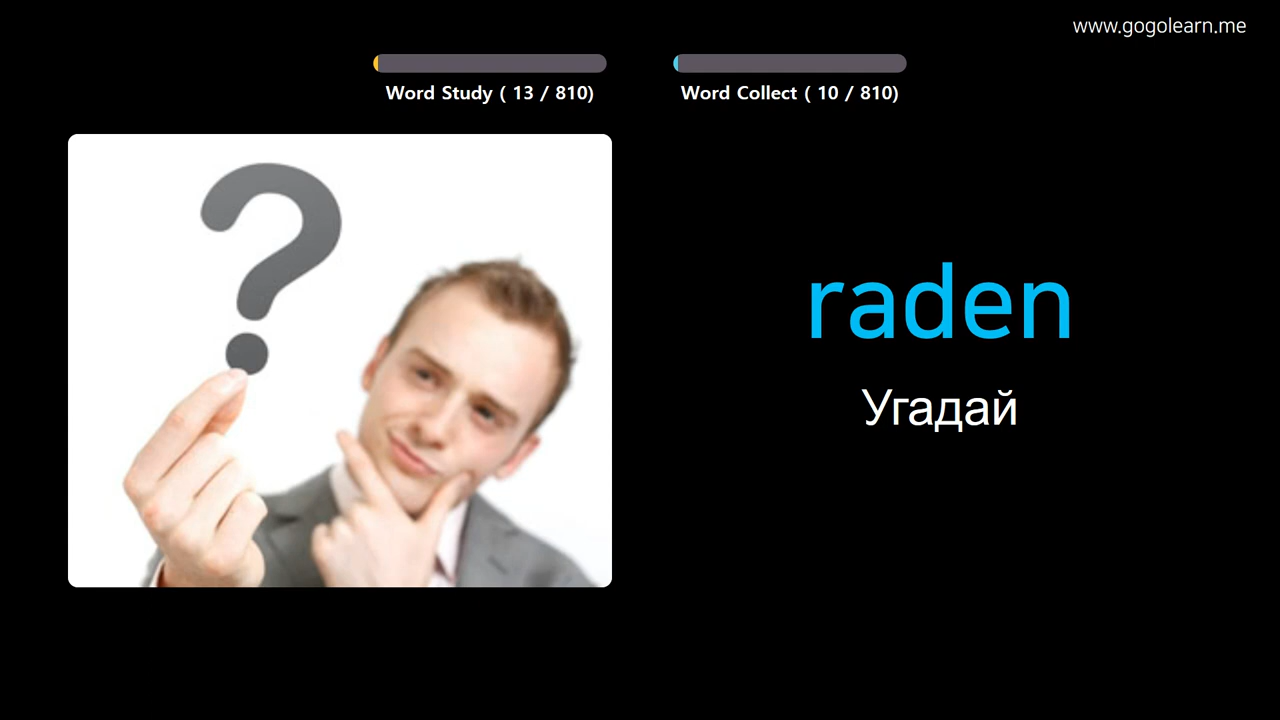 www.gogolearn.me
Word Study ( 13 / 810)
Word Collect ( 10 / 810)
?
raden
Угадай